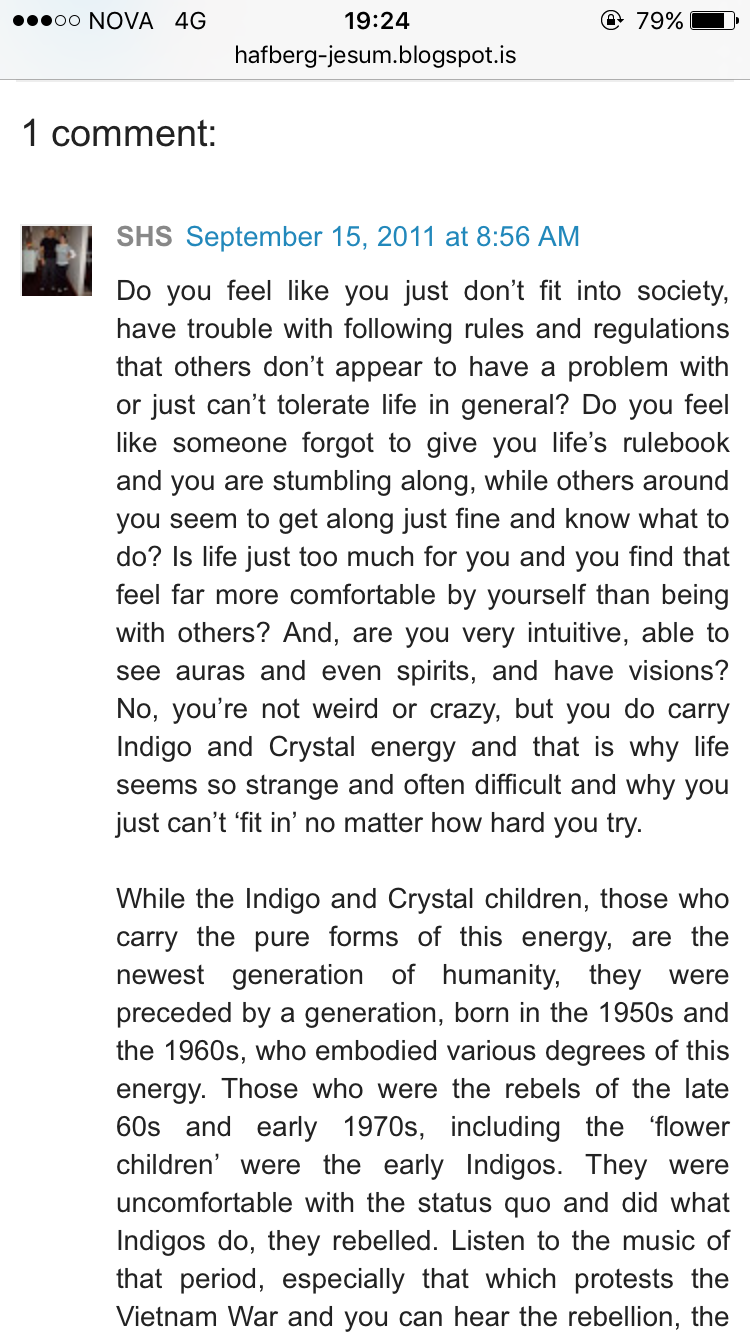 NOVA 4G 19:24 79%
hafberg-jesum.blogspot.is
1 comment:
SHS September 15, 2011 at 8:56 AM
Do you feel like you just don’t fit into society,
have trouble with following rules and regulations
that others don’t appear to have a problem with
or just can’t tolerate life in general? Do you feel
like someone forgot to give you life’s rulebook
and you are stumbling along, while others around
you seem to get along just fine and know what to
do? Is life just too much for you and you find that
feel far more comfortable by yourself than being
with others? And, are you very intuitive, able to
see auras and even spirits, and have visions?
No, you’re not weird or crazy, but you do carry
Indigo and Crystal energy and that is why life
seems so strange and often difficult and why you
just can’t ‘fit in’ no matter how hard you try.
While the Indigo and Crystal children, those who
carry the pure forms of this energy, are the
newest generation of humanity, they were
preceded by a generation, born in the 1950s and
the 1960s, who embodied various degrees of this
energy. Those who were the rebels of the late
60s and early 1970s, including the ‘flower
children’ were the early Indigos. They were
uncomfortable with the status quo and did what
Indigos do, they rebelled. Listen to the music of
that period, especially that which protests the
Vietnam War and you can hear the rebellion, the